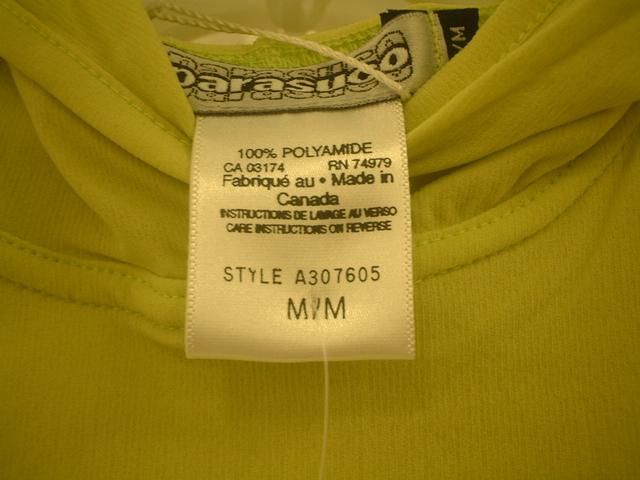 parasuco
/M
100% POLYAMIDE
CA 03174 RN 74979
Fabriqué au • Made in
Canada
INSTRUCTIONS DE LAVAGE AU VERSO
CARE INSTRUCTIONS ON REVERSE
STYLE A307605
M/M